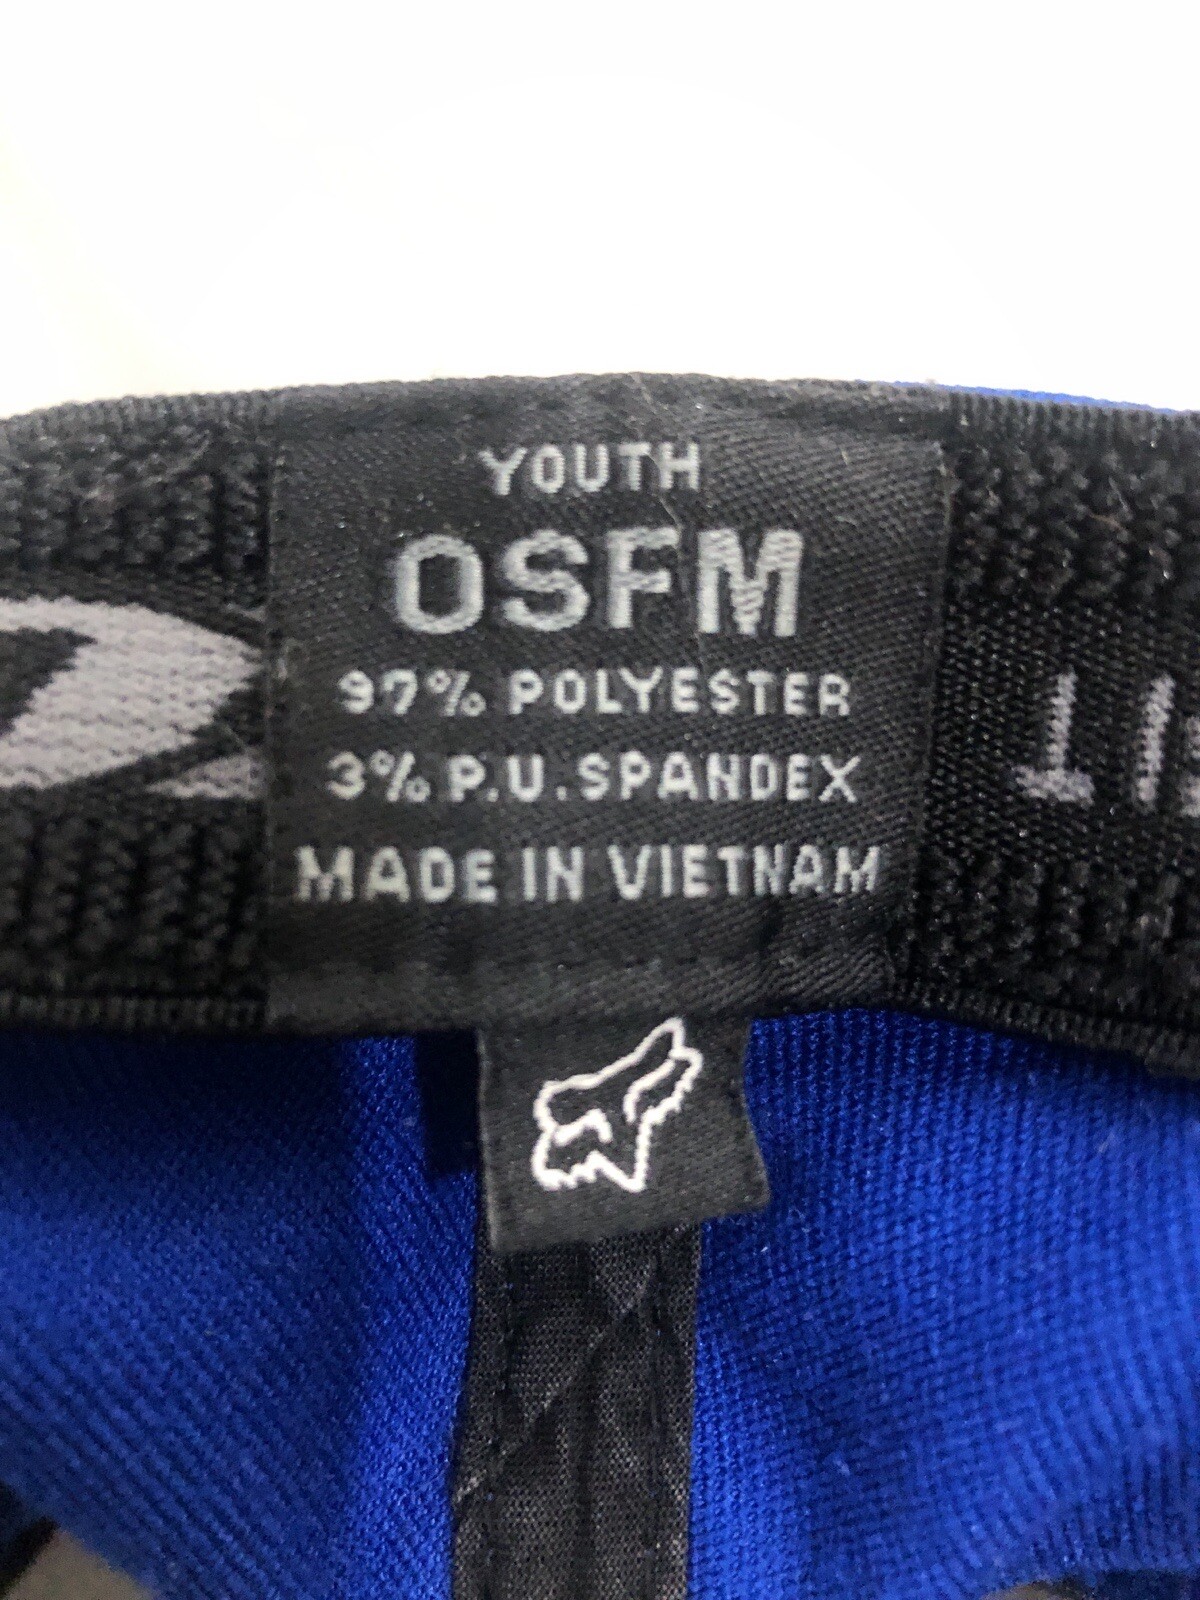 YOUTH
OSFM
97% POLYESTER
3% P.U.SPANDEX
MADE IN VIETNAM